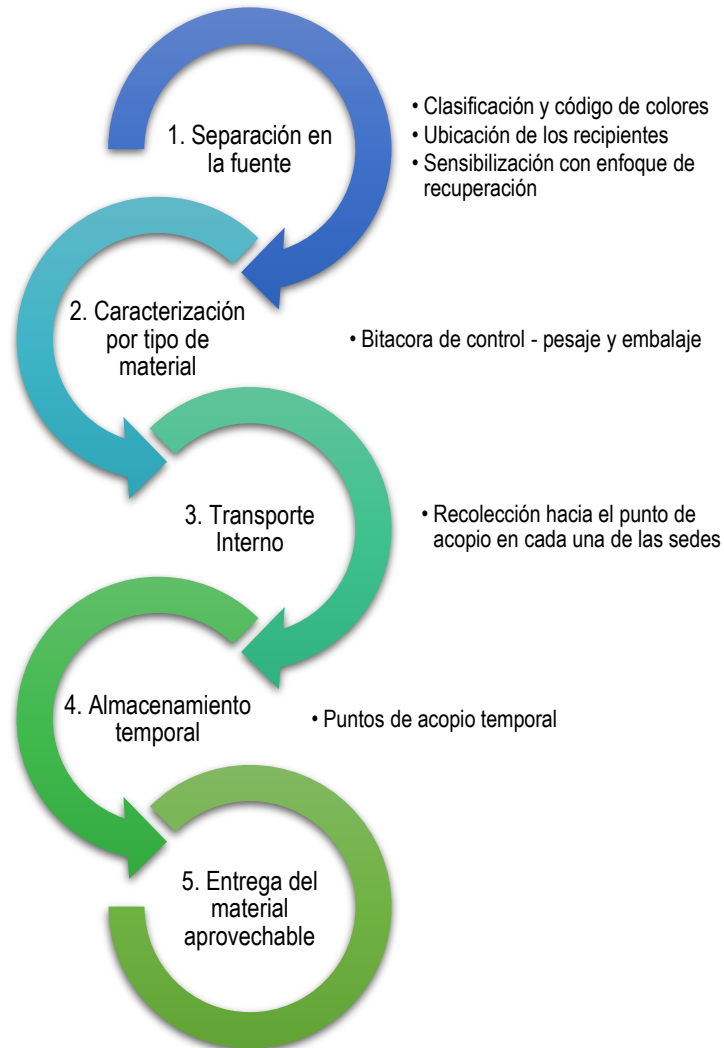 1. Separación en
la fuente
• Clasificación y código de colores
• Ubicación de los recipientes
• Sensibilización con enfoque de
recuperación
2. Caracterización
por tipo de
material
• Bitacora de control - pesaje y embalaje
3. Transporte
Interno
• Recolección hacia el punto de
acopio en cada una de las sedes
4. Almacenamiento
temporal
• Puntos de acopio temporal
5. Entrega del
material
aprovechable